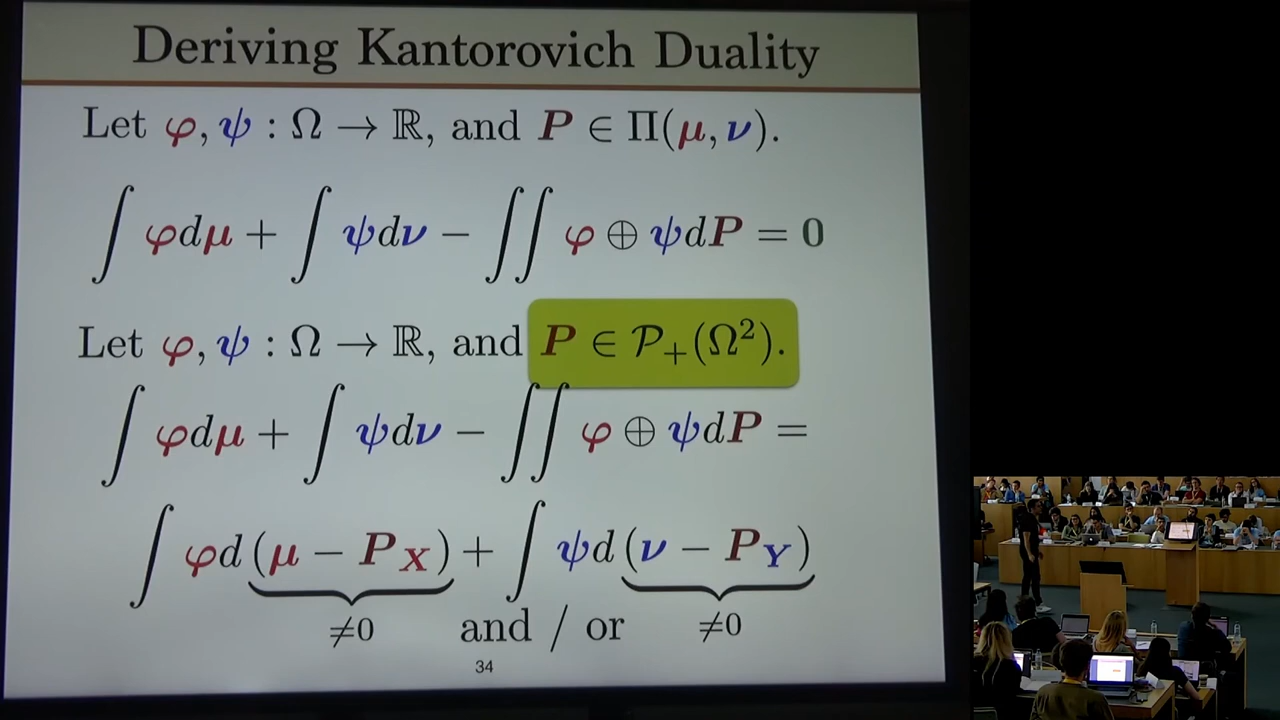 Deriving Kantorovich Duality
Let φ, ψ : Ω → ℝ, and P ∈ Π(μ, ν).
∫ φdμ + ∫ ψdν − ∬ φ ⊕ ψdP = 0
Let φ, ψ : Ω → ℝ, and P ∈ 𝒫₊(Ω²).
∫ φdμ + ∫ ψdν − ∬ φ ⊕ ψdP =
∫ φd(μ − P_X) + ∫ ψd(ν − P_Y)
≠0 and / or ≠0
34